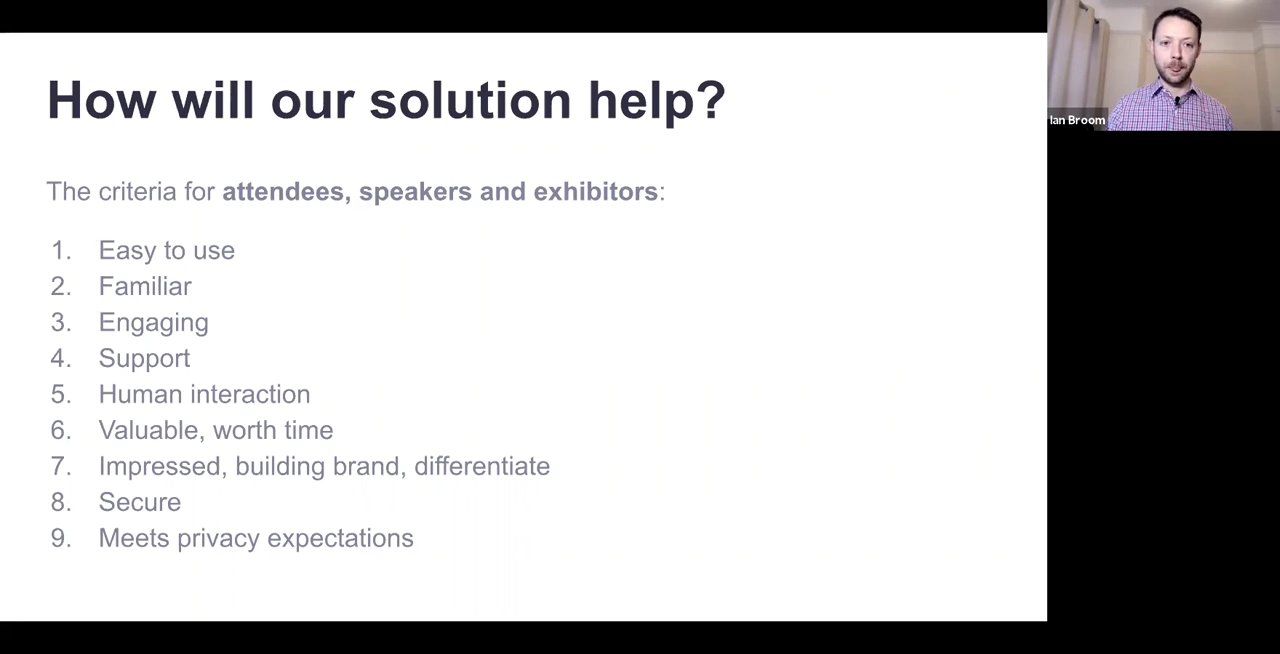 How will our solution help?
Ian Broom
The criteria for attendees, speakers and exhibitors:
1. Easy to use
2. Familiar
3. Engaging
4. Support
5. Human interaction
6. Valuable, worth time
7. Impressed, building brand, differentiate
8. Secure
9. Meets privacy expectations